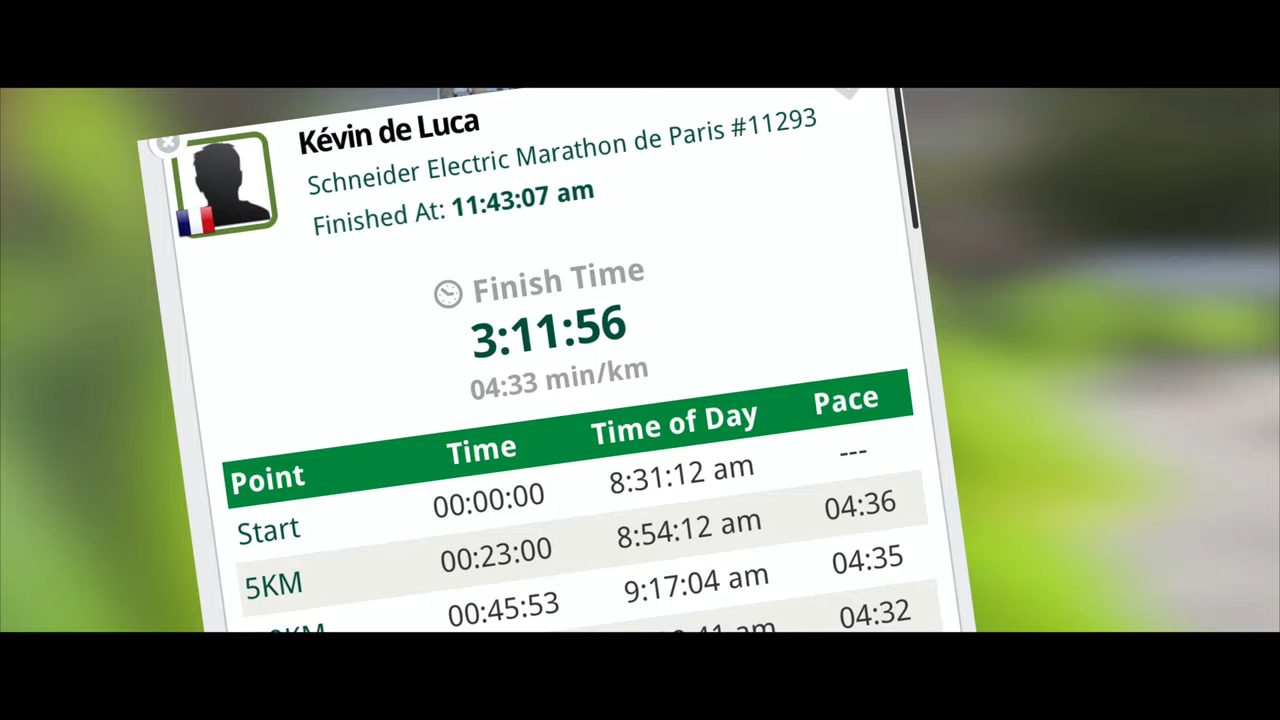 Kévin de Luca
Schneider Electric Marathon de Paris #11293
Finished At: 11:43:07 am
Finish Time
3:11:56
04:33 min/km
Point Time Time of Day Pace
Start 00:00:00 8:31:12 am ---
5KM 00:23:00 8:54:12 am 04:36
00:45:53 9:17:04 am 04:35
am 04:32